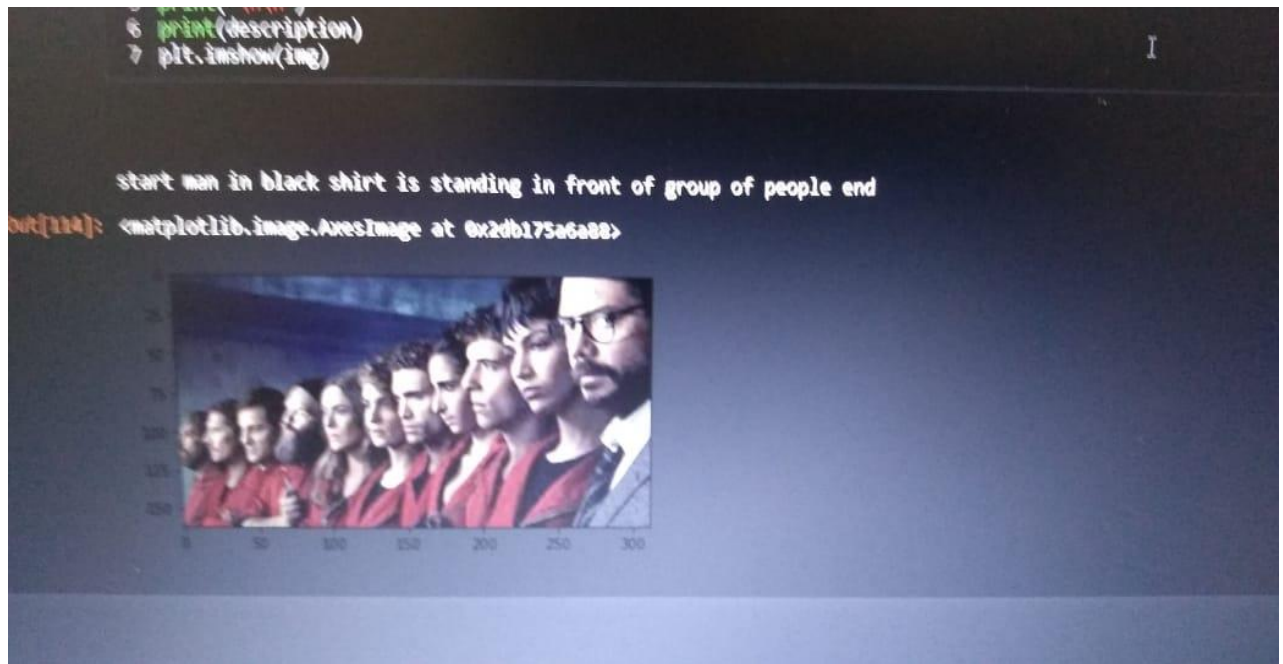 6 print(description)
7 plt.imshow(img)
start man in black shirt is standing in front of group of people end
out[114]: <matplotlib.image.AxesImage at 0x2db175a6a88>
25
50
75
100
125
150
0 50 100 150 200 250 300